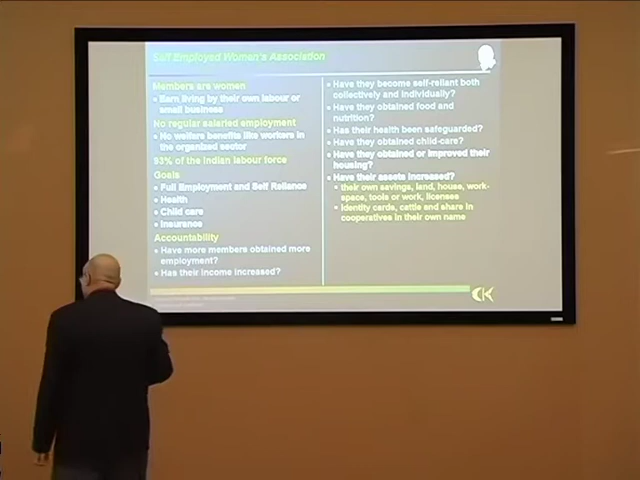 Self Employed Women's Association
Members are women
Earn living by their own labour or
small business
No regular salaried employment
No welfare benefits like workers in
the organized sector
93% of the Indian labour force
Goals
Full Employment and Self Reliance
Health
Child care
Insurance
Accountability
Have more members obtained more
employment?
Has their income increased?
Have they become self-reliant both
collectively and individually?
Have they obtained food and
nutrition?
Has their health been safeguarded?
Have they obtained child-care?
Have they obtained or improved their
housing?
Have their assets increased?
their own savings, land, house, work-
space, tools or work, licenses
Identity cards, cattle and share in
cooperatives in their own name
CK